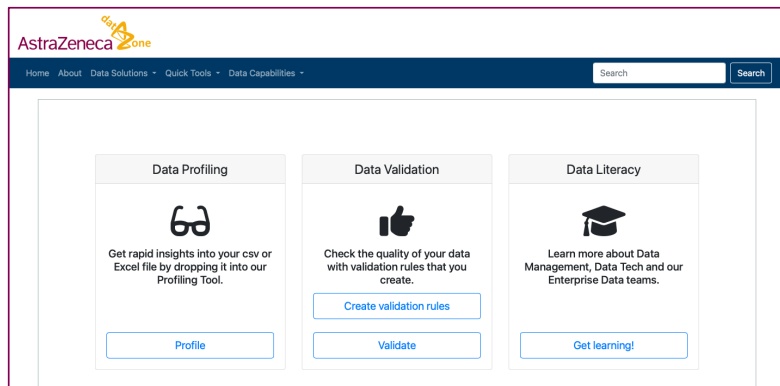 data
AstraZeneca Zone
Home About Data Solutions Quick Tools Data Capabilities Search Search
Data Profiling
Get rapid insights into your csv or
Excel file by dropping it into our
Profiling Tool.
Profile
Data Validation
Check the quality of your data
with validation rules that you
create.
Create validation rules
Validate
Data Literacy
Learn more about Data
Management, Data Tech and our
Enterprise Data teams.
Get learning!